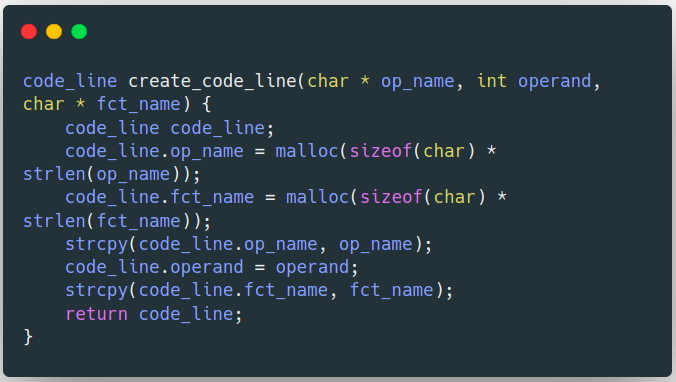 code_line create_code_line(char * op_name, int operand,
char * fct_name) {
    code_line code_line;
    code_line.op_name = malloc(sizeof(char) *
strlen(op_name));
    code_line.fct_name = malloc(sizeof(char) *
strlen(fct_name));
    strcpy(code_line.op_name, op_name);
    code_line.operand = operand;
    strcpy(code_line.fct_name, fct_name);
    return code_line;
}